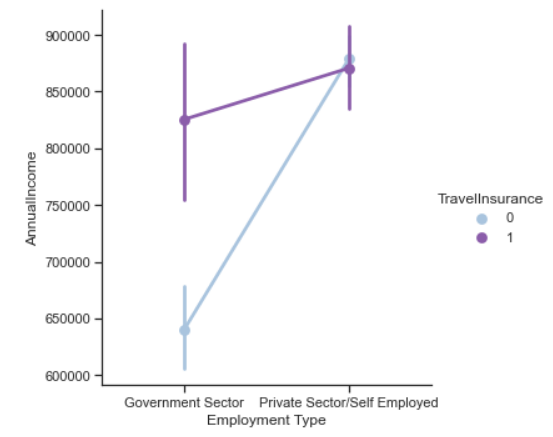 900000
850000
800000
750000
700000
650000
600000
AnnualIncome
Government Sector
Private Sector/Self Employed
Employment Type
TravelInsurance
0
1